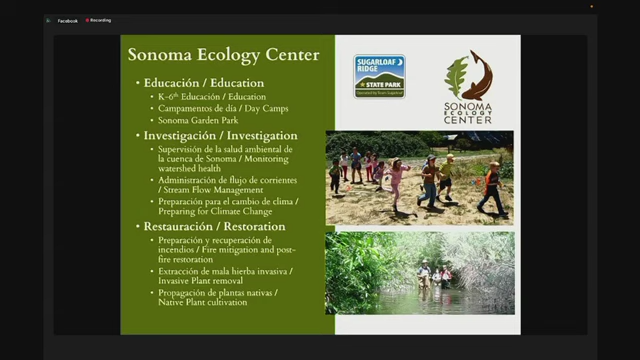 Facebook
Recording
Sonoma Ecology Center
• Educación / Education
• K-6th Educación / Education
• Campamentos de día / Day Camps
• Sonoma Garden Park
• Investigación / Investigation
• Supervisión de la salud ambiental de
la cuenca de Sonoma / Monitoring
watershed health
• Administración de flujo de corrientes
/ Stream Flow Management
• Preparación para el cambio de clima /
Preparing for Climate Change
• Restauración / Restoration
• Preparación y recuperación de
incendios / Fire mitigation and post-
fire restoration
• Extracción de mala hierba invasiva /
Invasive Plant removal
• Propagación de plantas nativas /
Native Plant cultivation
SUGARLOAF
RIDGE
STATE PARK
SONOMA
ECOLOGY
CENTER